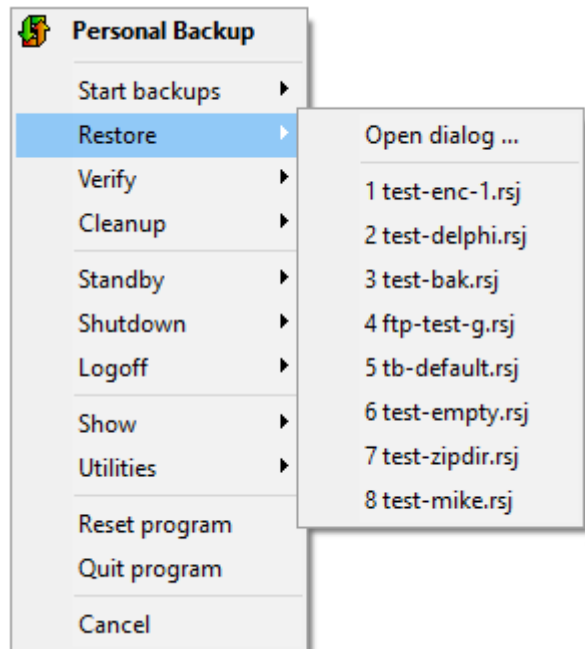 Personal Backup
Start backups
Restore
Verify
Cleanup
Standby
Shutdown
Logoff
Show
Utilities
Reset program
Quit program
Cancel
Open dialog ...
1 test-enc-1.rsj
2 test-delphi.rsj
3 test-bak.rsj
4 ftp-test-g.rsj
5 tb-default.rsj
6 test-empty.rsj
7 test-zipdir.rsj
8 test-mike.rsj